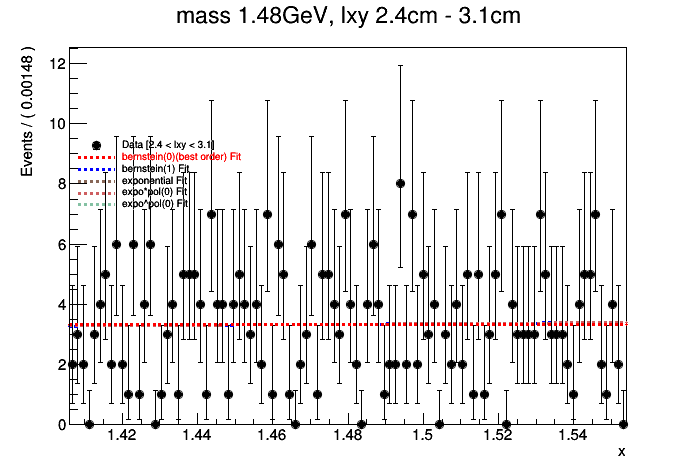 mass 1.48GeV, lxy 2.4cm - 3.1cm
Events / ( 0.00148 )
12
10
8
6
4
2
0
Data [2.4 < lxy < 3.1]
bernstein(0)(best order) Fit
bernstein(1) Fit
exponential Fit
expo*pol(0) Fit
expo^pol(0) Fit
1.42 1.44 1.46 1.48 1.5 1.52 1.54
x